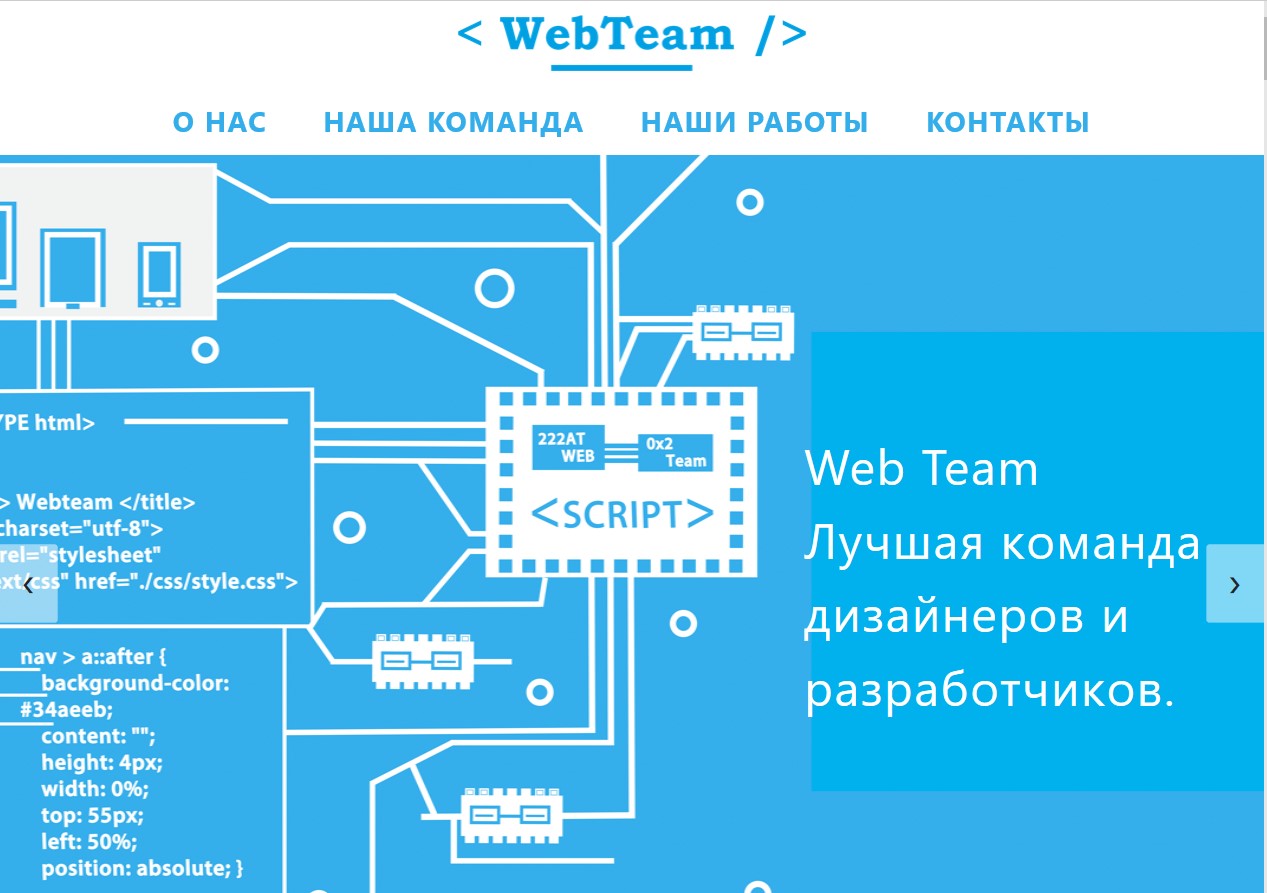 < WebTeam />
О НАС НАША КОМАНДА НАШИ РАБОТЫ КОНТАКТЫ
YPE html>
> Webteam </title>
charset="utf-8">
rel="stylesheet"
ext/css" href="./css/style.css">
nav > a::after {
background-color:
#34aeeb;
content: "";
height: 4px;
width: 0%;
top: 55px;
left: 50%;
position: absolute; }
222AT
WEB
0x2
Team
<SCRIPT>
Web Team
Лучшая команда
дизайнеров и
разработчиков.
‹
›